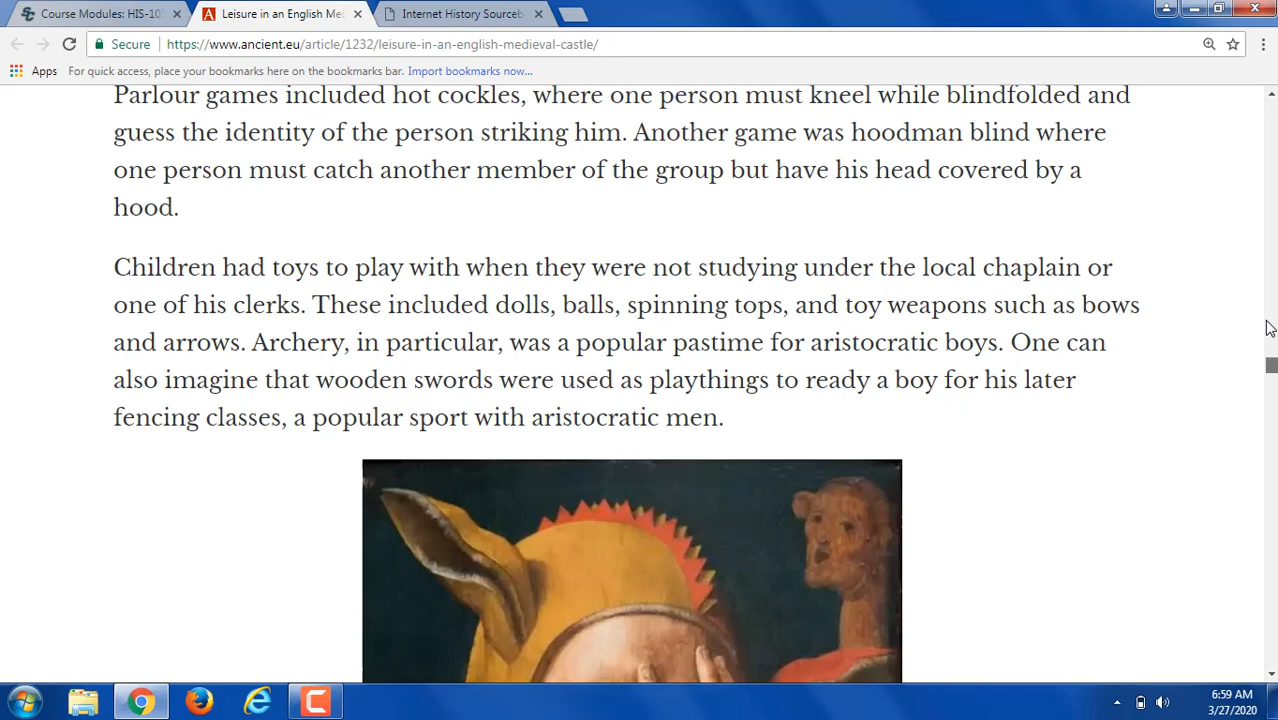 Course Modules: HIS-10
Leisure in an English Me
Internet History Sourceb
Secure
https://www.ancient.eu/article/1232/leisure-in-an-english-medieval-castle/
Apps
For quick access, place your bookmarks here on the bookmarks bar. Import bookmarks now...
Parlour games included hot cockles, where one person must kneel while blindfolded and
guess the identity of the person striking him. Another game was hoodman blind where
one person must catch another member of the group but have his head covered by a
hood.
Children had toys to play with when they were not studying under the local chaplain or
one of his clerks. These included dolls, balls, spinning tops, and toy weapons such as bows
and arrows. Archery, in particular, was a popular pastime for aristocratic boys. One can
also imagine that wooden swords were used as playthings to ready a boy for his later
fencing classes, a popular sport with aristocratic men.
6:59 AM
3/27/2020